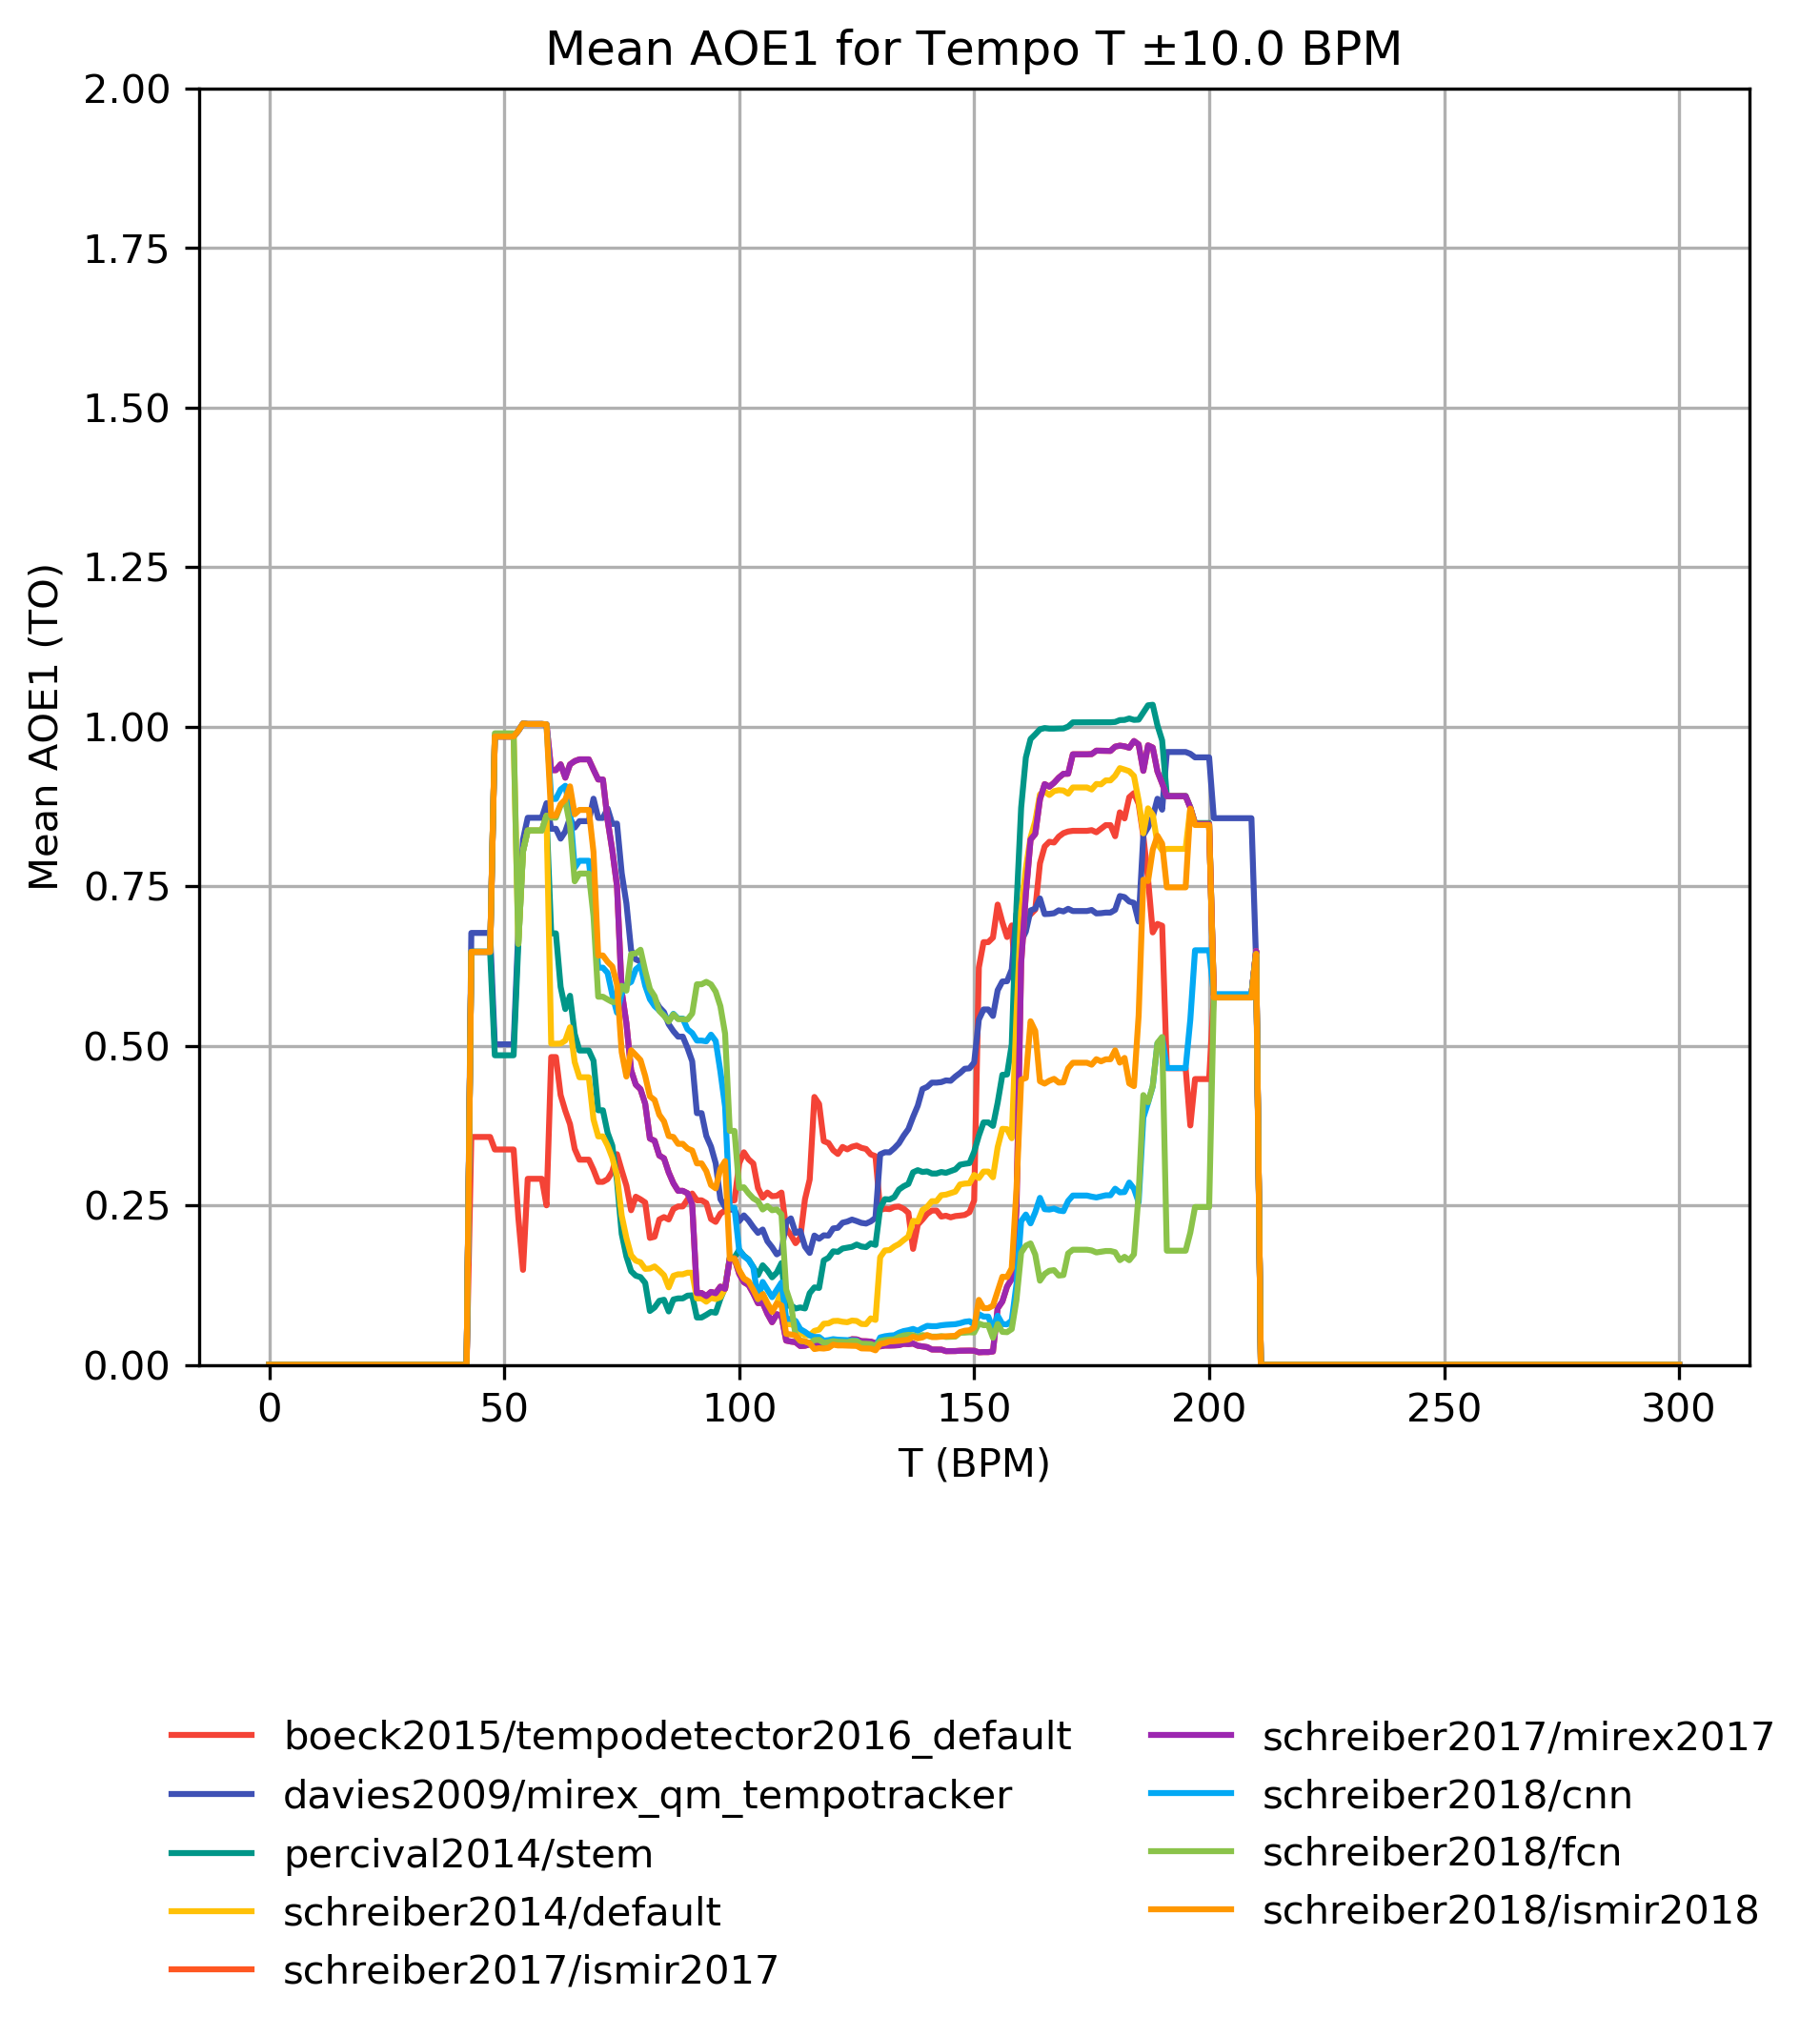 Mean AOE1 for Tempo T ±10.0 BPM
2.00
1.75
1.50
1.25
1.00
0.75
0.50
0.25
0.00
Mean AOE1 (TO)
0 50 100 150 200 250 300
T (BPM)
boeck2015/tempodetector2016_default
davies2009/mirex_qm_tempotracker
percival2014/stem
schreiber2014/default
schreiber2017/ismir2017
schreiber2017/mirex2017
schreiber2018/cnn
schreiber2018/fcn
schreiber2018/ismir2018